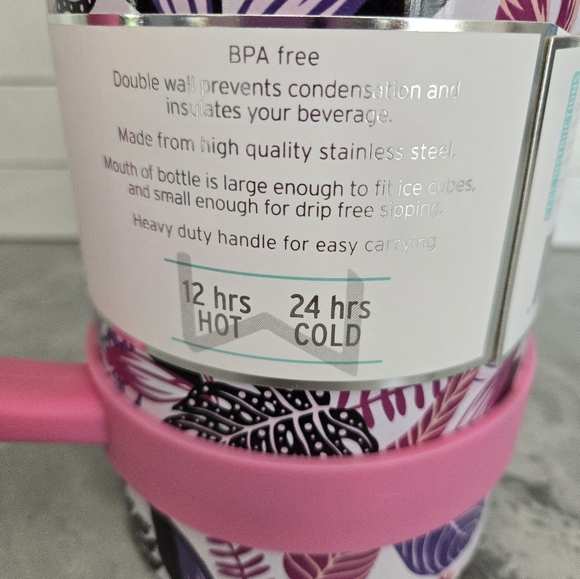 BPA free
Double wall prevents condensation and
insulates your beverage.
Made from high quality stainless steel.
Mouth of bottle is large enough to fit ice cubes,
and small enough for drip free sipping.
Heavy duty handle for easy carrying
12 hrs 24 hrs
HOT COLD